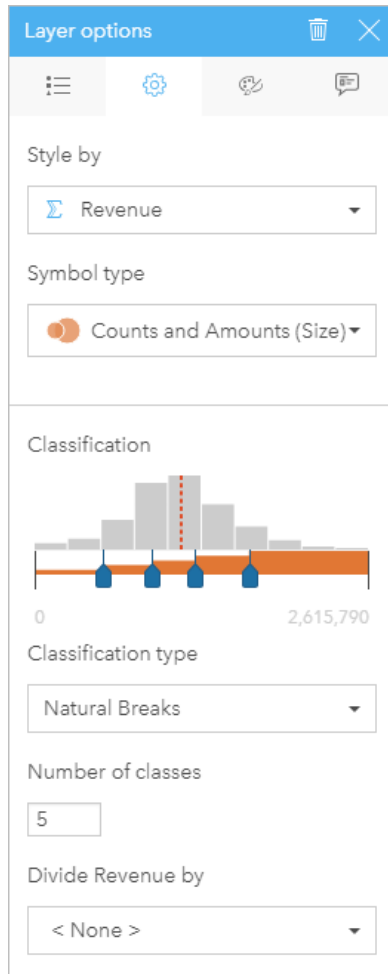 Layer options
Style by
Σ Revenue
Symbol type
Counts and Amounts (Size)
Classification
0 2,615,790
Classification type
Natural Breaks
Number of classes
5
Divide Revenue by
< None >